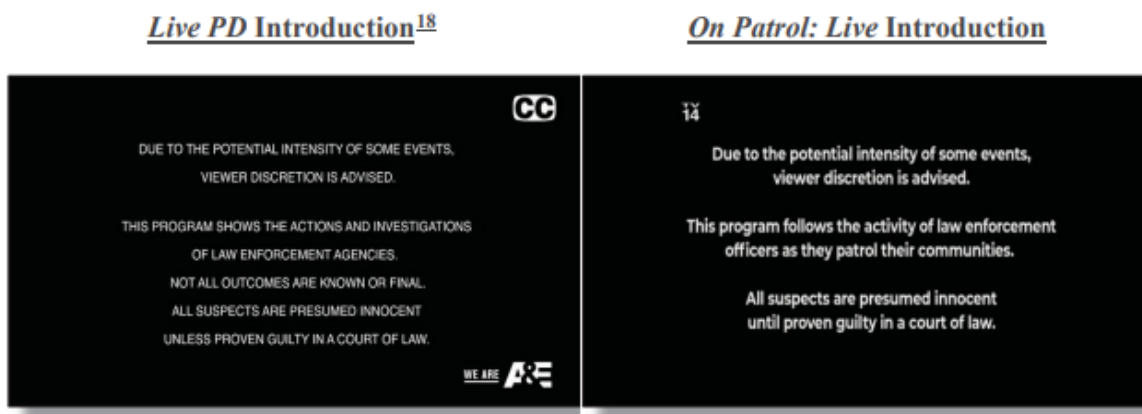 Live PD Introduction18
DUE TO THE POTENTIAL INTENSITY OF SOME EVENTS,
VIEWER DISCRETION IS ADVISED.
THIS PROGRAM SHOWS THE ACTIONS AND INVESTIGATIONS
OF LAW ENFORCEMENT AGENCIES.
NOT ALL OUTCOMES ARE KNOWN OR FINAL.
ALL SUSPECTS ARE PRESUMED INNOCENT
UNLESS PROVEN GUILTY IN A COURT OF LAW.
CC
WE ARE A&E
On Patrol: Live Introduction
TV
14
Due to the potential intensity of some events,
viewer discretion is advised.
This program follows the activity of law enforcement
officers as they patrol their communities.
All suspects are presumed innocent
until proven guilty in a court of law.